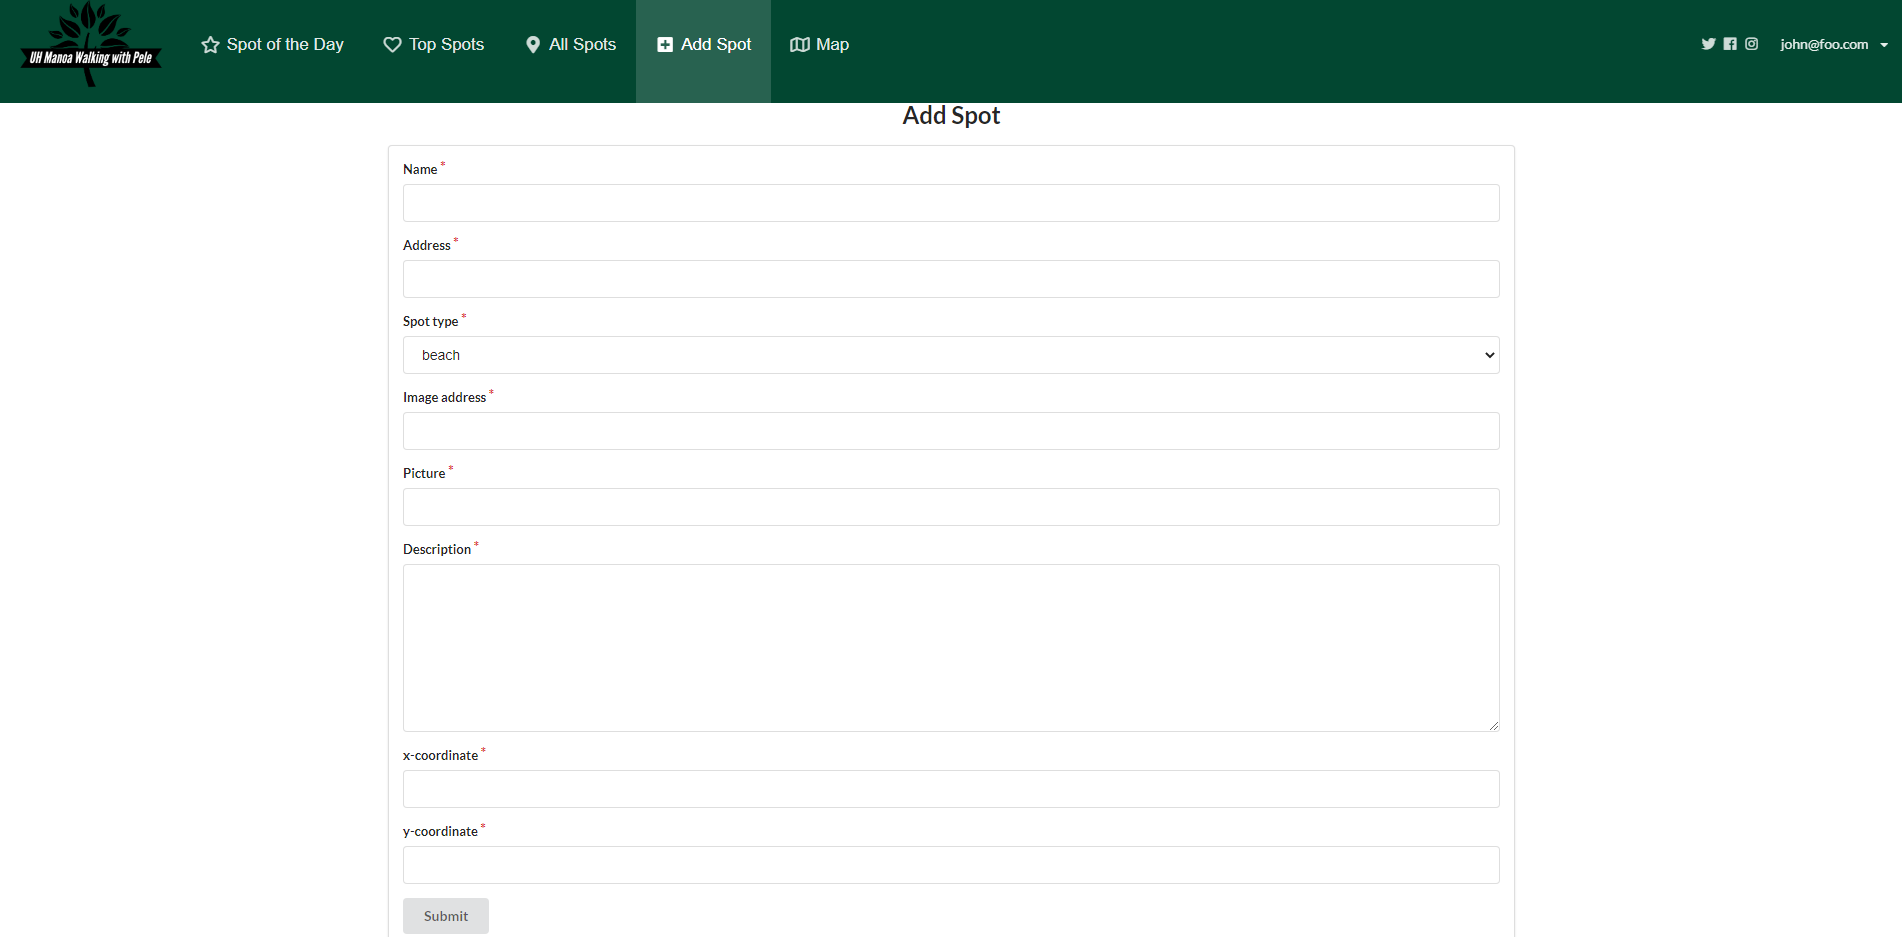 UH Manoa Walking with Pele
Spot of the Day
Top Spots
All Spots
Add Spot
Map
john@foo.com
Add Spot
Name *
Address *
Spot type *
beach
Image address *
Picture *
Description *
x-coordinate *
y-coordinate *
Submit